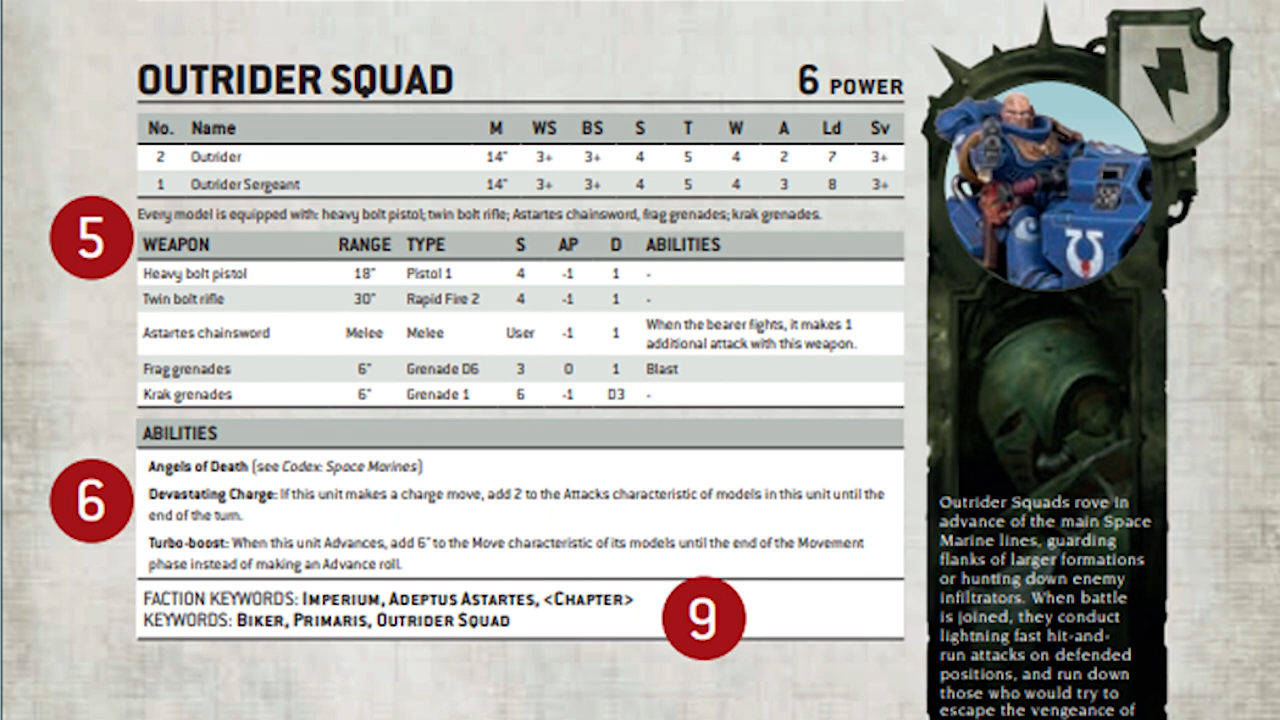 OUTRIDER SQUAD 6 POWER
No. Name M WS BS S T W A Ld Sv
2 Outrider 14" 3+ 3+ 4 5 4 2 7 3+
1 Outrider Sergeant 14" 3+ 3+ 4 5 4 3 8 3+
5
Every model is equipped with: heavy bolt pistol; twin bolt rifle; Astartes chainsword, frag grenades; krak grenades.
WEAPON RANGE TYPE S AP D ABILITIES
Heavy bolt pistol 18" Pistol 1 4 -1 1 -
Twin bolt rifle 30" Rapid Fire 2 4 -1 1 -
Astartes chainsword Melee Melee User -1 1 When the bearer fights, it makes 1
additional attack with this weapon.
Frag grenades 6" Grenade D6 3 0 1 Blast
Krak grenades 6" Grenade 1 6 -1 D3 -
ABILITIES
6
Angels of Death (see Codex: Space Marines)
Devastating Charge: If this unit makes a charge move, add 2 to the Attacks characteristic of models in this unit until the
end of the turn.
Turbo-boost: When this unit Advances, add 6" to the Move characteristic of its models until the end of the Movement
phase instead of making an Advance roll.
FACTION KEYWORDS: IMPERIUM, ADEPTUS ASTARTES, <CHAPTER>
KEYWORDS: BIKER, PRIMARIS, OUTRIDER SQUAD
9
Outrider Squads rove in
advance of the main Space
Marine lines, guarding
flanks of larger formations
or hunting down enemy
infiltrators. When battle
is joined, they conduct
lightning fast hit-and-
run attacks on defended
positions, and run down
those who would try to
escape the vengeance of